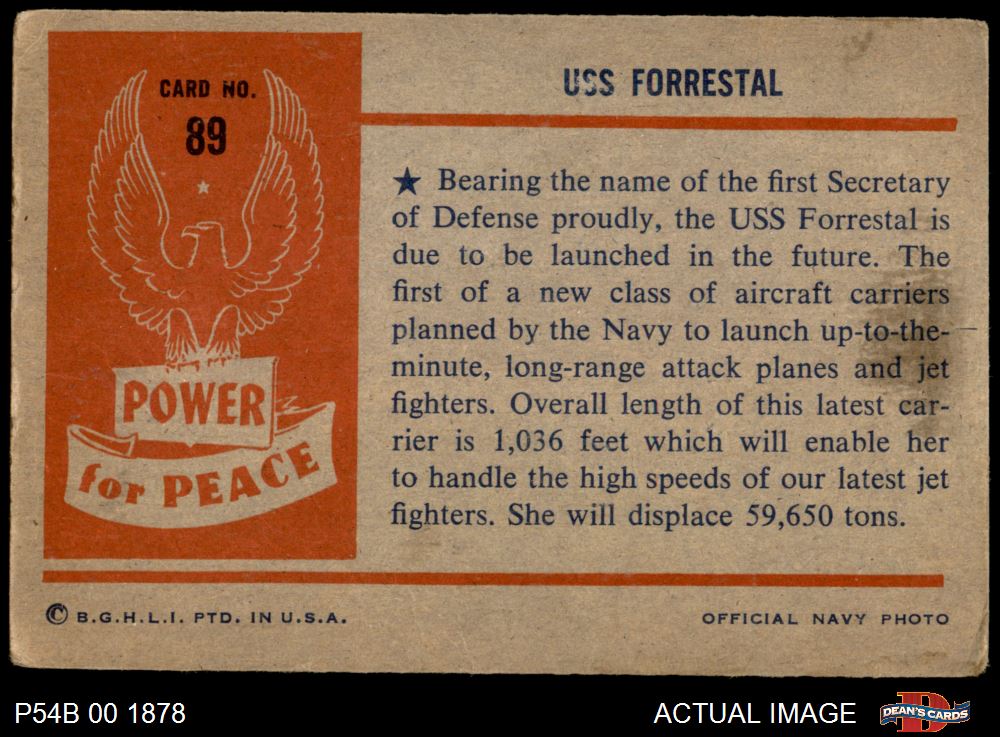 CARD NO.
89
POWER
for PEACE
USS FORRESTAL
★ Bearing the name of the first Secretary
of Defense proudly, the USS Forrestal is
due to be launched in the future. The
first of a new class of aircraft carriers
planned by the Navy to launch up-to-the-
minute, long-range attack planes and jet
fighters. Overall length of this latest car-
rier is 1,036 feet which will enable her
to handle the high speeds of our latest jet
fighters. She will displace 59,650 tons.
© B.G.H.L.I. PTD. IN U.S.A.
OFFICIAL NAVY PHOTO
P54B 00 1878
ACTUAL IMAGE
DEAN'S CARDS